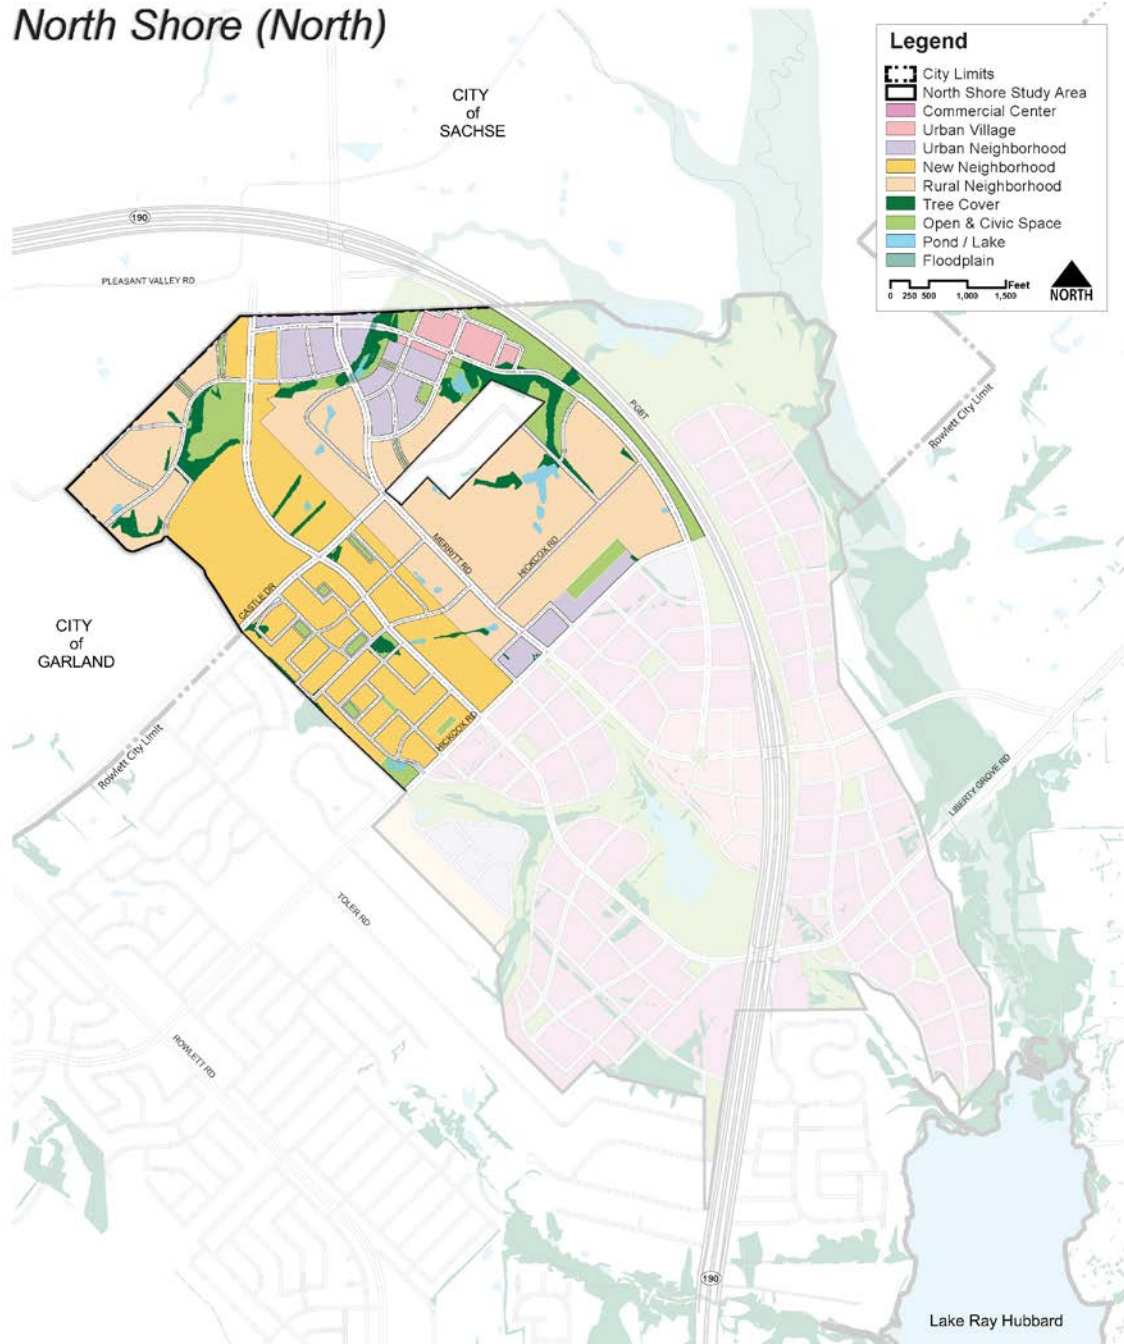 North Shore (North)
Legend
City Limits
North Shore Study Area
Commercial Center
Urban Village
Urban Neighborhood
New Neighborhood
Rural Neighborhood
Tree Cover
Open & Civic Space
Pond / Lake
Floodplain
Feet
0 250 500 1,000 1,500
NORTH
CITY
of
SACHSE
190
PLEASANT VALLEY RD
PGBT
Rowlett City Limit
MERRITT RD
HICKCOX RD
CASTLE DR
CITY
of
GARLAND
HICKCOX RD
Rowlett City Limit
LIBERTY GROVE RD
TOLER RD
ROWLETT RD
190
Lake Ray Hubbard